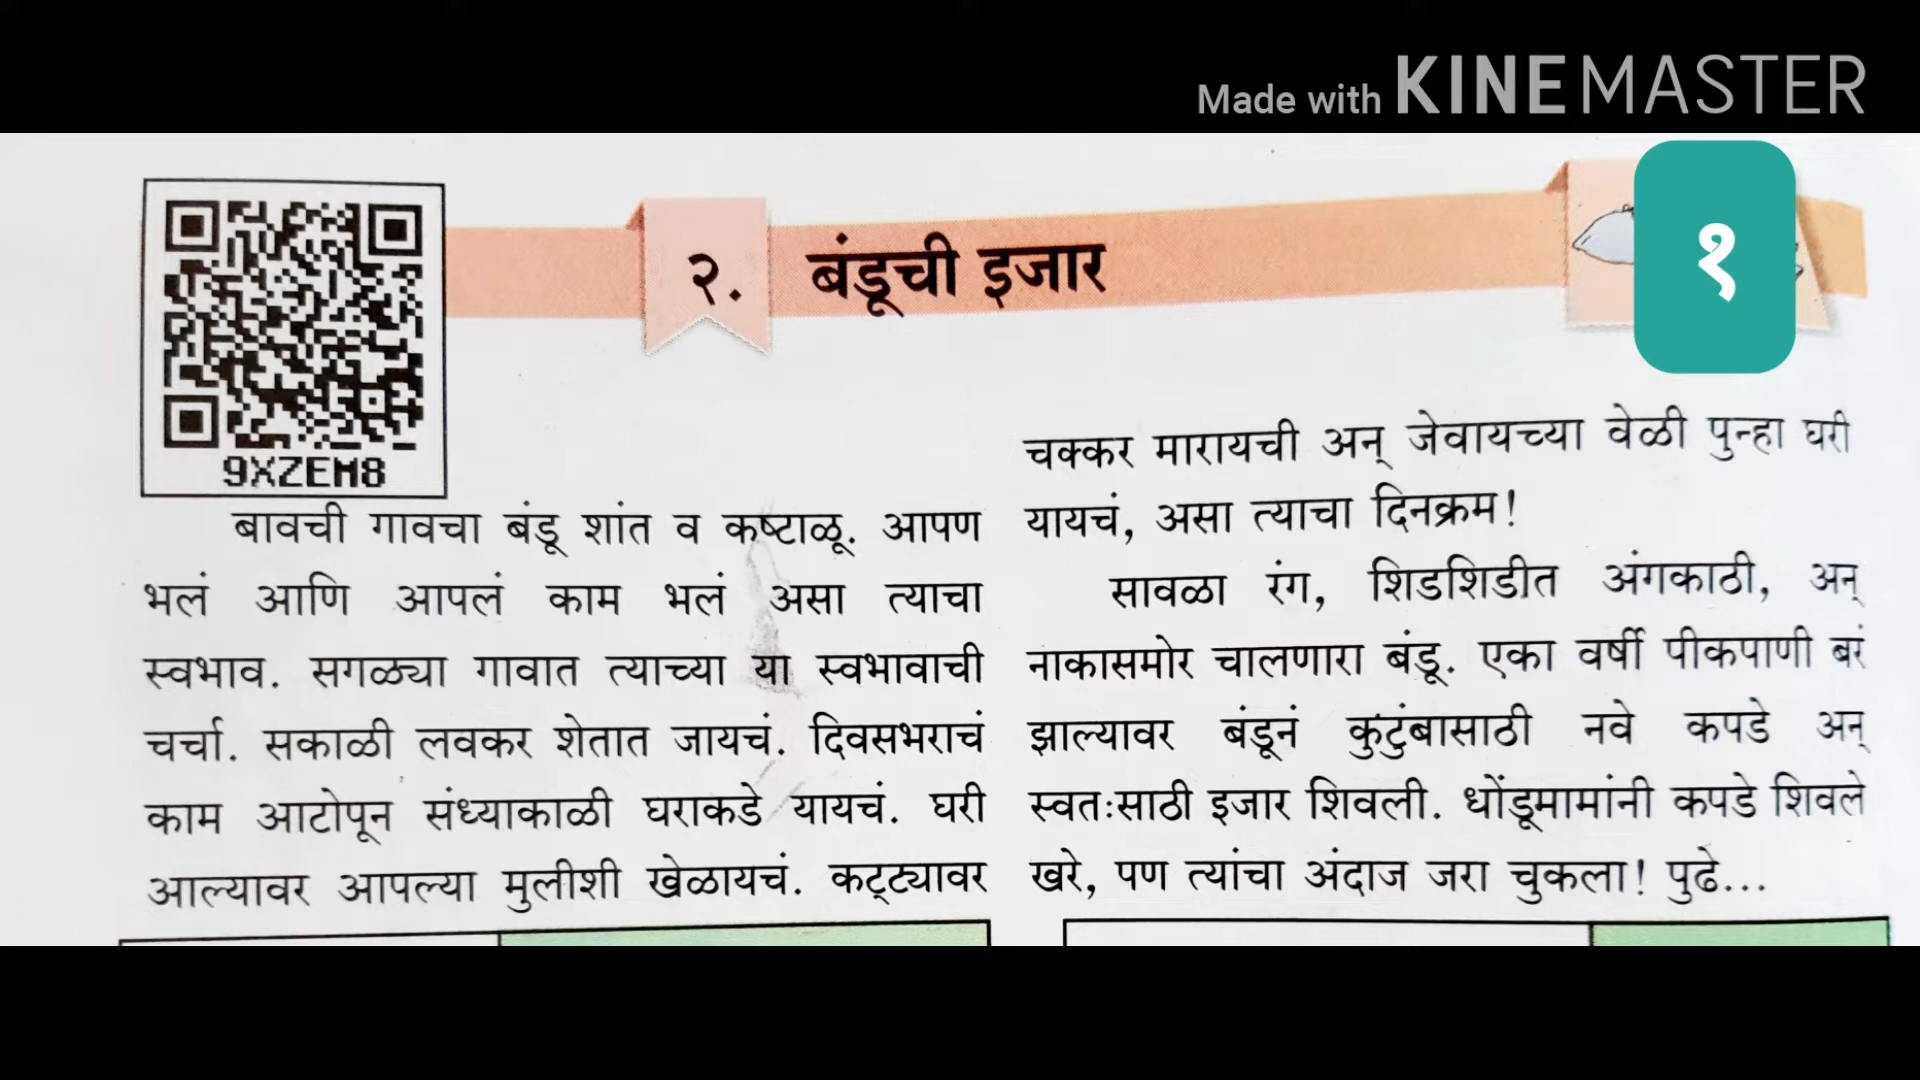 Made with KINEMASTER
१
२. बंडूची इजार
9XZEM8
बावची गावचा बंडू शांत व कष्टाळू. आपण
भलं आणि आपलं काम भलं असा त्याचा
स्वभाव. सगळ्या गावात त्याच्या या स्वभावाची
चर्चा. सकाळी लवकर शेतात जायचं. दिवसभराचं
काम आटोपून संध्याकाळी घराकडे यायचं. घरी
आल्यावर आपल्या मुलीशी खेळायचं. कट्ट्यावर
चक्कर मारायची अन् जेवायच्या वेळी पुन्हा घरी
यायचं, असा त्याचा दिनक्रम!
सावळा रंग, शिडशिडीत अंगकाठी, अन्
नाकासमोर चालणारा बंडू. एका वर्षी पीकपाणी बरं
झाल्यावर बंडूनं कुटुंबासाठी नवे कपडे अन्
स्वतःसाठी इजार शिवली. धोंडूमामांनी कपडे शिवले
खरे, पण त्यांचा अंदाज जरा चुकला! पुढे...